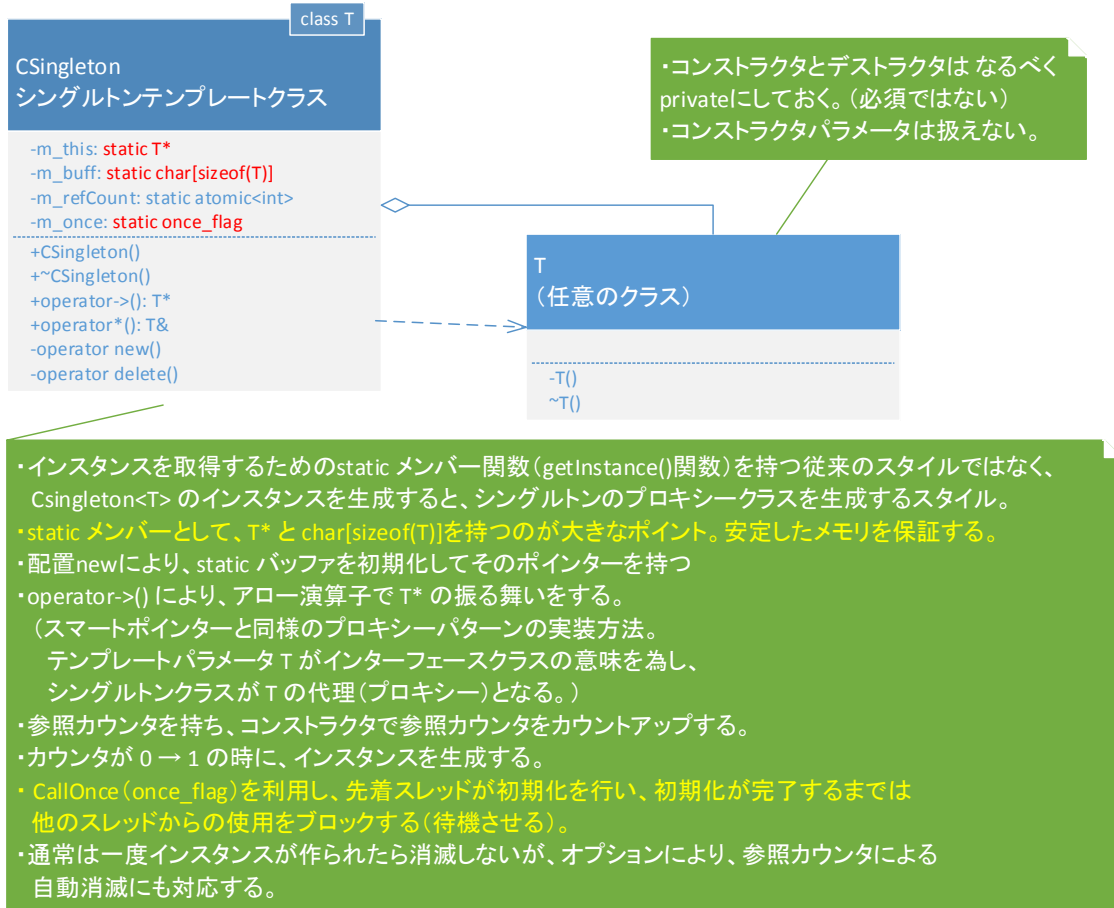 class T
CSingleton
シングルトンテンプレートクラス
-m_this: static T*
-m_buff: static char[sizeof(T)]
-m_refCount: static atomic<int>
-m_once: static once_flag
+CSingleton()
+~CSingleton()
+operator->(): T*
+operator*(): T&
-operator new()
-operator delete()
・コンストラクタとデストラクタは なるべく
privateにしておく。（必須ではない）
・コンストラクタパラメータは扱えない。
T
（任意のクラス）
-T()
~T()
・インスタンスを取得するためのstatic メンバー関数（getInstance()関数）を持つ従来のスタイルではなく、
Csingleton<T> のインスタンスを生成すると、シングルトンのプロキシークラスを生成するスタイル。
・static メンバーとして、T* と char[sizeof(T)]を持つのが大きなポイント。安定したメモリを保証する。
・配置newにより、static バッファを初期化してそのポインターを持つ
・operator->() により、アロー演算子で T* の振る舞いをする。
（スマートポインターと同様のプロキシーパターンの実装方法。
テンプレートパラメータ T がインターフェースクラスの意味を為し、
シングルトンクラスが T の代理（プロキシー）となる。）
・参照カウンタを持ち、コンストラクタで参照カウンタをカウントアップする。
・カウンタが 0 → 1 の時に、インスタンスを生成する。
・ CallOnce（once_flag）を利用し、先着スレッドが初期化を行い、初期化が完了するまでは
他のスレッドからの使用をブロックする（待機させる）。
・通常は一度インスタンスが作られたら消滅しないが、オプションにより、参照カウンタによる
自動消滅にも対応する。